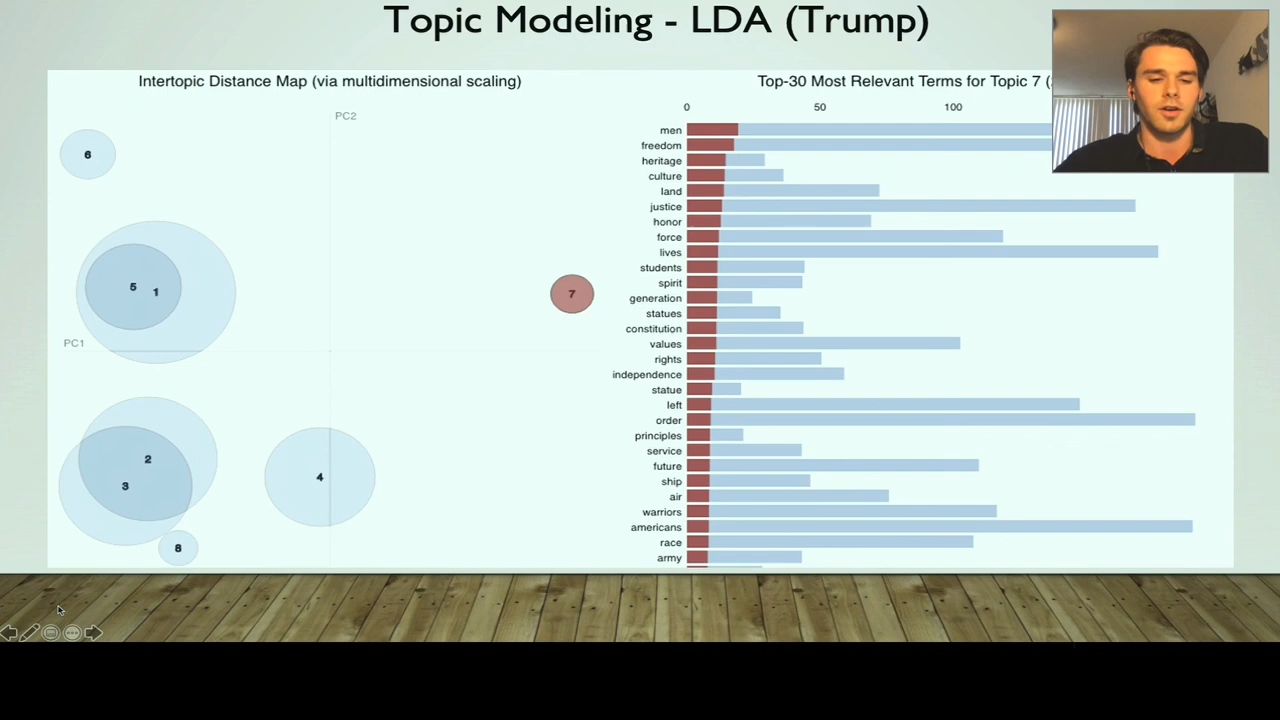 Topic Modeling - LDA (Trump)
Intertopic Distance Map (via multidimensional scaling)
PC2
PC1
6
5
1
7
2
3
4
8
Top-30 Most Relevant Terms for Topic 7 (
0 50 100
men
freedom
heritage
culture
land
justice
honor
force
lives
students
spirit
generation
statues
constitution
values
rights
independence
statue
left
order
principles
service
future
ship
air
warriors
americans
race
army